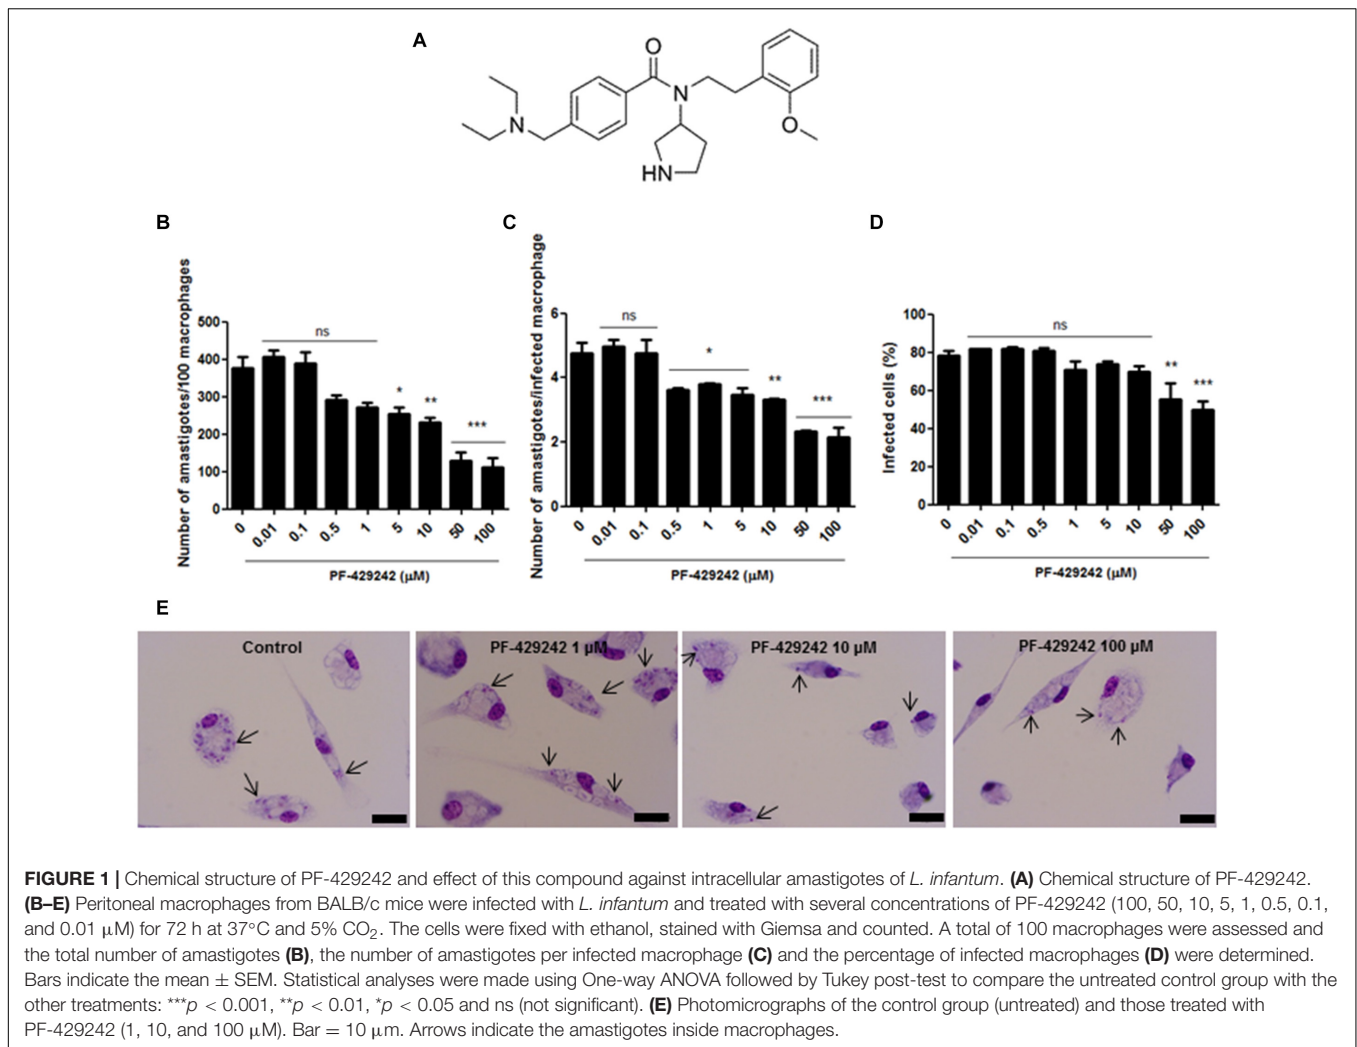 A
O
N
N
O
HN
B
Number of amastigotes/100 macrophages
500
400
300
200
100
0
ns
*
**
***
0 0.01 0.1 0.5 1 5 10 50 100
PF-429242 (μM)
C
Number of amastigotes/infected macrophage
6
4
2
0
ns
*
**
***
0 0.01 0.1 0.5 1 5 10 50 100
PF-429242 (μM)
D
Infected cells (%)
100
80
60
40
20
0
ns
**
***
0 0.01 0.1 0.5 1 5 10 50 100
PF-429242 (μM)
E
Control
PF-429242 1 μM
PF-429242 10 μM
PF-429242 100 μM
FIGURE 1 | Chemical structure of PF-429242 and effect of this compound against intracellular amastigotes of L. infantum. (A) Chemical structure of PF-429242.
(B–E) Peritoneal macrophages from BALB/c mice were infected with L. infantum and treated with several concentrations of PF-429242 (100, 50, 10, 5, 1, 0.5, 0.1,
and 0.01 μM) for 72 h at 37°C and 5% CO₂. The cells were fixed with ethanol, stained with Giemsa and counted. A total of 100 macrophages were assessed and
the total number of amastigotes (B), the number of amastigotes per infected macrophage (C) and the percentage of infected macrophages (D) were determined.
Bars indicate the mean ± SEM. Statistical analyses were made using One-way ANOVA followed by Tukey post-test to compare the untreated control group with the
other treatments: ***p < 0.001, **p < 0.01, *p < 0.05 and ns (not significant). (E) Photomicrographs of the control group (untreated) and those treated with
PF-429242 (1, 10, and 100 μM). Bar = 10 μm. Arrows indicate the amastigotes inside macrophages.